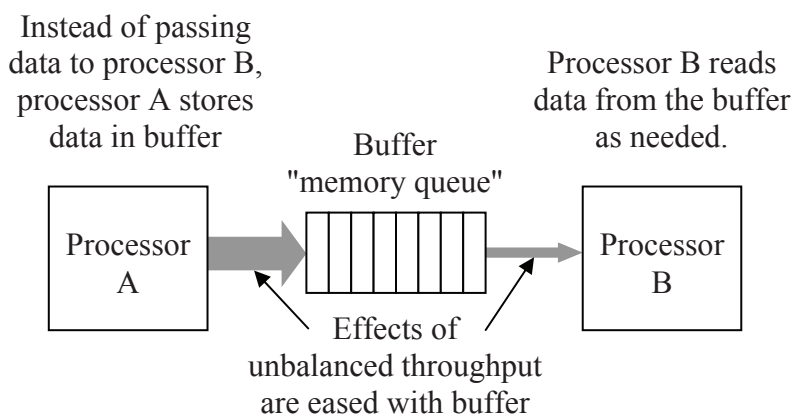 Instead of passing
data to processor B,
processor A stores
data in buffer
Processor B reads
data from the buffer
as needed.
Buffer
"memory queue"
Processor
A
Processor
B
Effects of
unbalanced throughput
are eased with buffer